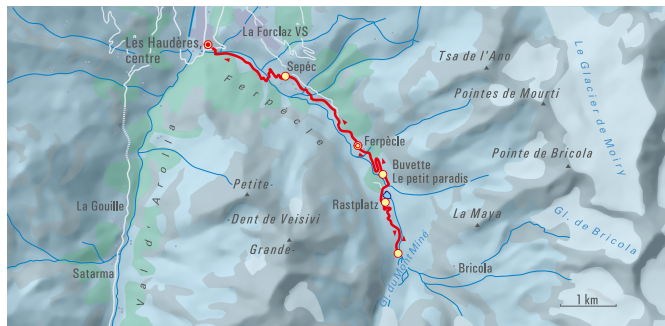 La Forclaz VS
Les Haudères,
centre
Sepéc
Tsa de l'Ano
Le Glacier de Moiry
Ferpècle
Pointes de Mourti
Ferpècle
Buvette
Le petit paradis
Pointe de Bricola
Petite-
Rastplatz
Val d'Arolla
La Gouille
-Dent de Veisivi
La Maya
Gl. de Bricola
Grande-
Satarma
Gl. du Mont Miné
Bricola
1 km